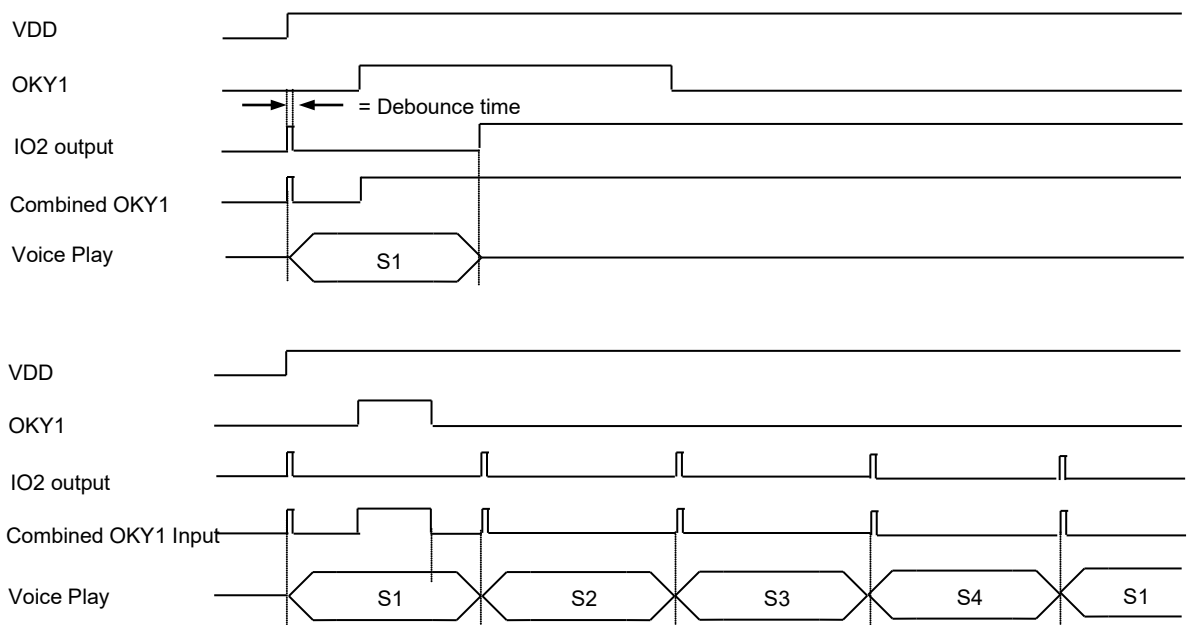 VDD
OKY1
= Debounce time
IO2 output
Combined OKY1
Voice Play
S1
VDD
OKY1
IO2 output
Combined OKY1 Input
Voice Play
S1
S2
S3
S4
S1